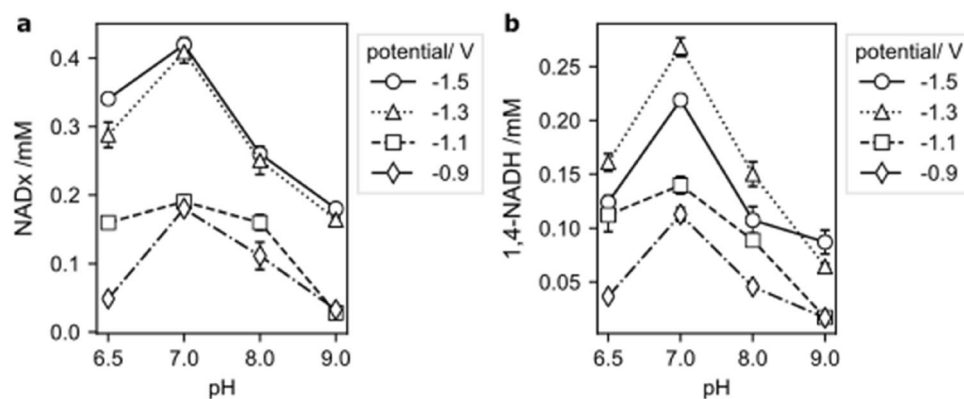 a
NADx /mM
0.4
0.3
0.2
0.1
0.0
6.5 7.0 8.0 9.0
pH
potential/ V
-1.5
-1.3
-1.1
-0.9
b
1,4-NADH /mM
0.25
0.20
0.15
0.10
0.05
6.5 7.0 8.0 9.0
pH
potential/ V
-1.5
-1.3
-1.1
-0.9